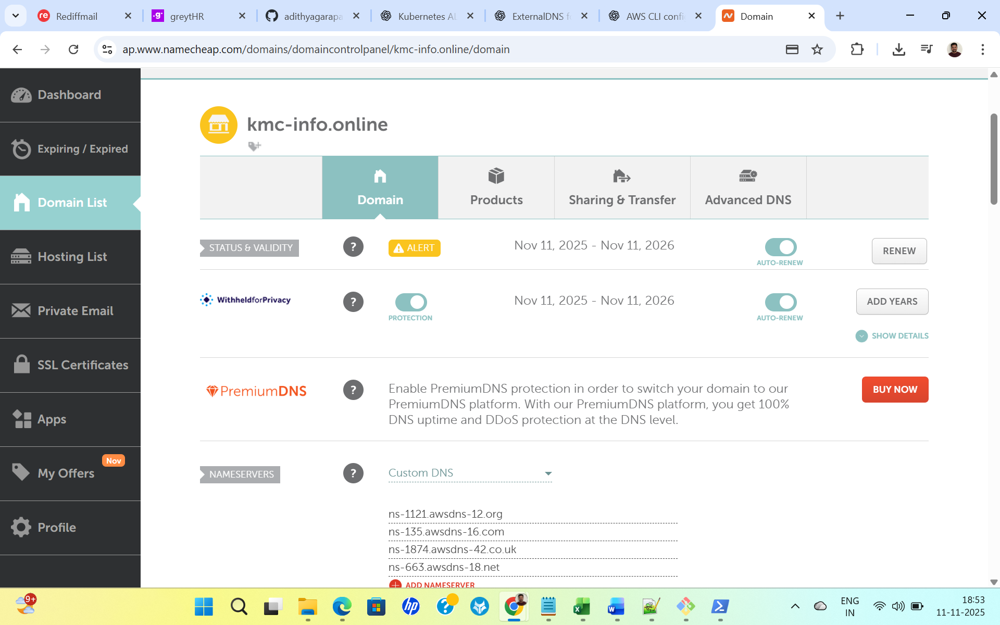 Rediffmail
greytHR
adithyagarapa
Kubernetes AL
ExternalDNS f
AWS CLI confi
Domain
ap.www.namecheap.com/domains/domaincontrolpanel/kmc-info.online/domain
Dashboard
Expiring / Expired
Domain List
Hosting List
Private Email
SSL Certificates
Apps
Nov
My Offers
Profile
kmc-info.online
Domain
Products
Sharing & Transfer
Advanced DNS
STATUS & VALIDITY
?
ALERT
Nov 11, 2025 - Nov 11, 2026
AUTO-RENEW
RENEW
WithheldforPrivacy
?
PROTECTION
Nov 11, 2025 - Nov 11, 2026
AUTO-RENEW
ADD YEARS
SHOW DETAILS
PremiumDNS
?
Enable PremiumDNS protection in order to switch your domain to our
PremiumDNS platform. With our PremiumDNS platform, you get 100%
DNS uptime and DDoS protection at the DNS level.
BUY NOW
NAMESERVERS
?
Custom DNS
ns-1121.awsdns-12.org
ns-135.awsdns-16.com
ns-1874.awsdns-42.co.uk
ns-663.awsdns-18.net
ADD NAMESERVER
9+
ENG
IN
18:53
11-11-2025